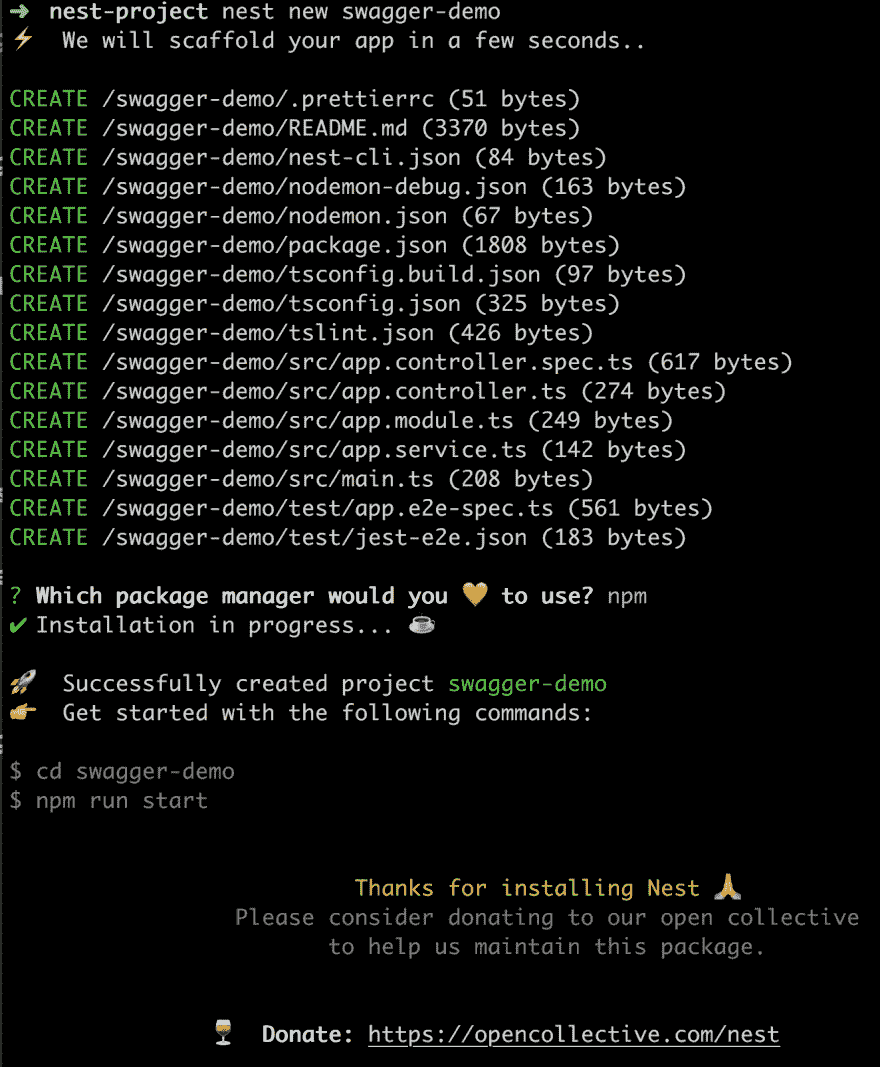 ➜ nest-project nest new swagger-demo
⚡ We will scaffold your app in a few seconds..
CREATE /swagger-demo/.prettierrc (51 bytes)
CREATE /swagger-demo/README.md (3370 bytes)
CREATE /swagger-demo/nest-cli.json (84 bytes)
CREATE /swagger-demo/nodemon-debug.json (163 bytes)
CREATE /swagger-demo/nodemon.json (67 bytes)
CREATE /swagger-demo/package.json (1808 bytes)
CREATE /swagger-demo/tsconfig.build.json (97 bytes)
CREATE /swagger-demo/tsconfig.json (325 bytes)
CREATE /swagger-demo/tslint.json (426 bytes)
CREATE /swagger-demo/src/app.controller.spec.ts (617 bytes)
CREATE /swagger-demo/src/app.controller.ts (274 bytes)
CREATE /swagger-demo/src/app.module.ts (249 bytes)
CREATE /swagger-demo/src/app.service.ts (142 bytes)
CREATE /swagger-demo/src/main.ts (208 bytes)
CREATE /swagger-demo/test/app.e2e-spec.ts (561 bytes)
CREATE /swagger-demo/test/jest-e2e.json (183 bytes)
? Which package manager would you 💛 to use? npm
✔ Installation in progress... ☕
🚀 Successfully created project swagger-demo
👉 Get started with the following commands:
$ cd swagger-demo
$ npm run start
Thanks for installing Nest 🙏
Please consider donating to our open collective
to help us maintain this package.
🍷 Donate: https://opencollective.com/nest